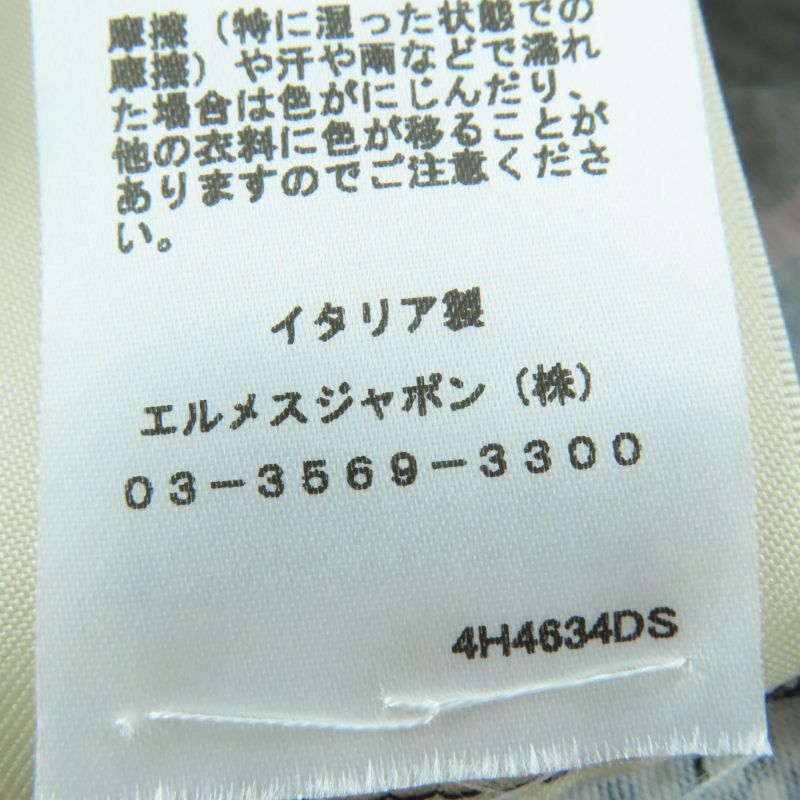 摩擦（特に湿った状態での
摩擦）や汗や雨などで濡れ
た場合は色がにじんだり、
他の衣料に色が移ることが
ありますのでご注意くださ
い。
イタリア製
エルメスジャポン（株）
03-3569-3300
4H4634DS